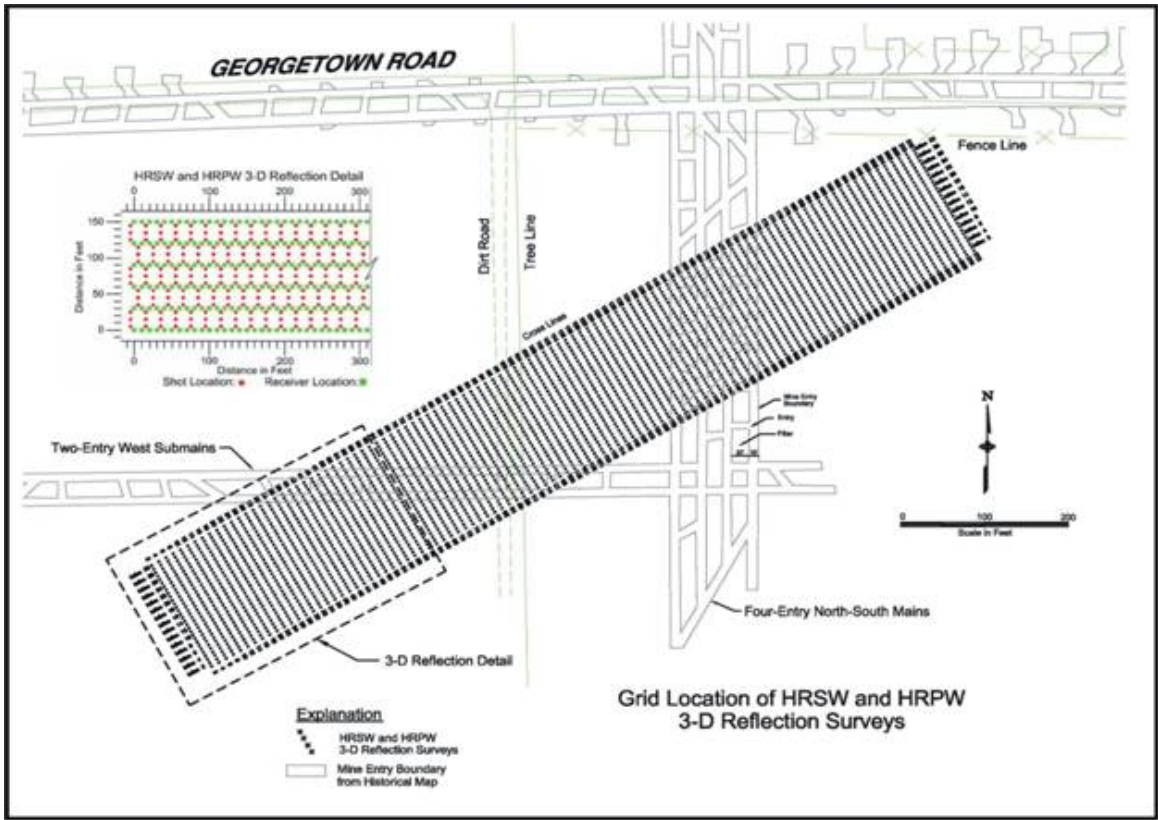 GEORGETOWN ROAD
Fence Line
HRSW and HRPW 3-D Reflection Detail
0 100 200 300
Distance in Feet
150
100
50
0
0 100 200 300
Distance in Feet
Shot Location: Receiver Location:
Dirt Road
Tree Line
Cross Lines
Mine Entry
Boundary
Entry
Pillar
N
0 100 200
Scale in Feet
Two-Entry West Submains
Four-Entry North-South Mains
3-D Reflection Detail
Grid Location of HRSW and HRPW
3-D Reflection Surveys
Explanation
HRSW and HRPW
3-D Reflection Surveys
Mine Entry Boundary
from Historical Map